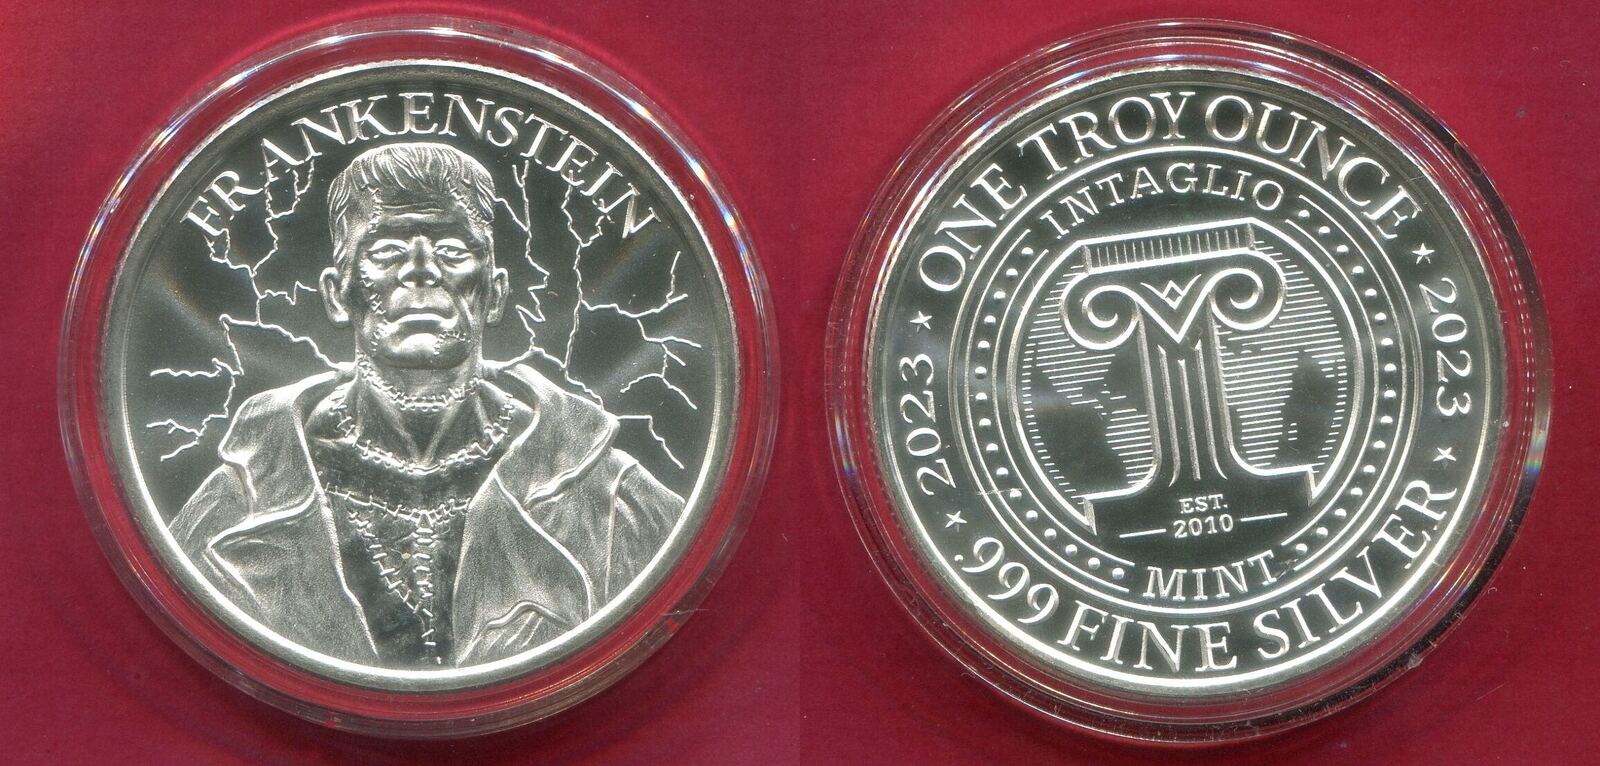 FRANKENSTEIN
ONE TROY OUNCE
2023
2023
.999 FINE SILVER
INTAGLIO
MINT
EST.
2010